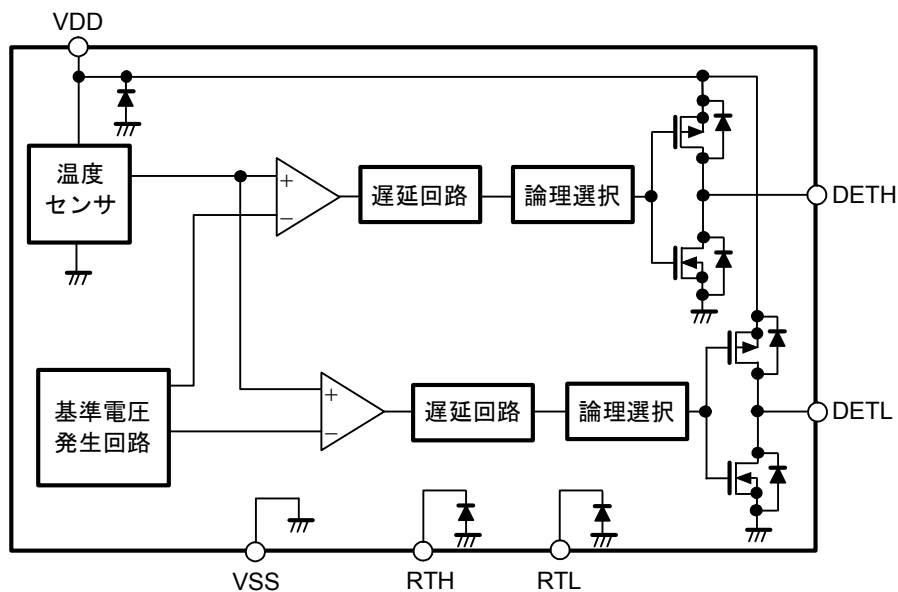 VDD
温度
センサ
+
−
遅延回路
論理選択
DETH
基準電圧
発生回路
+
−
遅延回路
論理選択
DETL
VSS
RTH
RTL